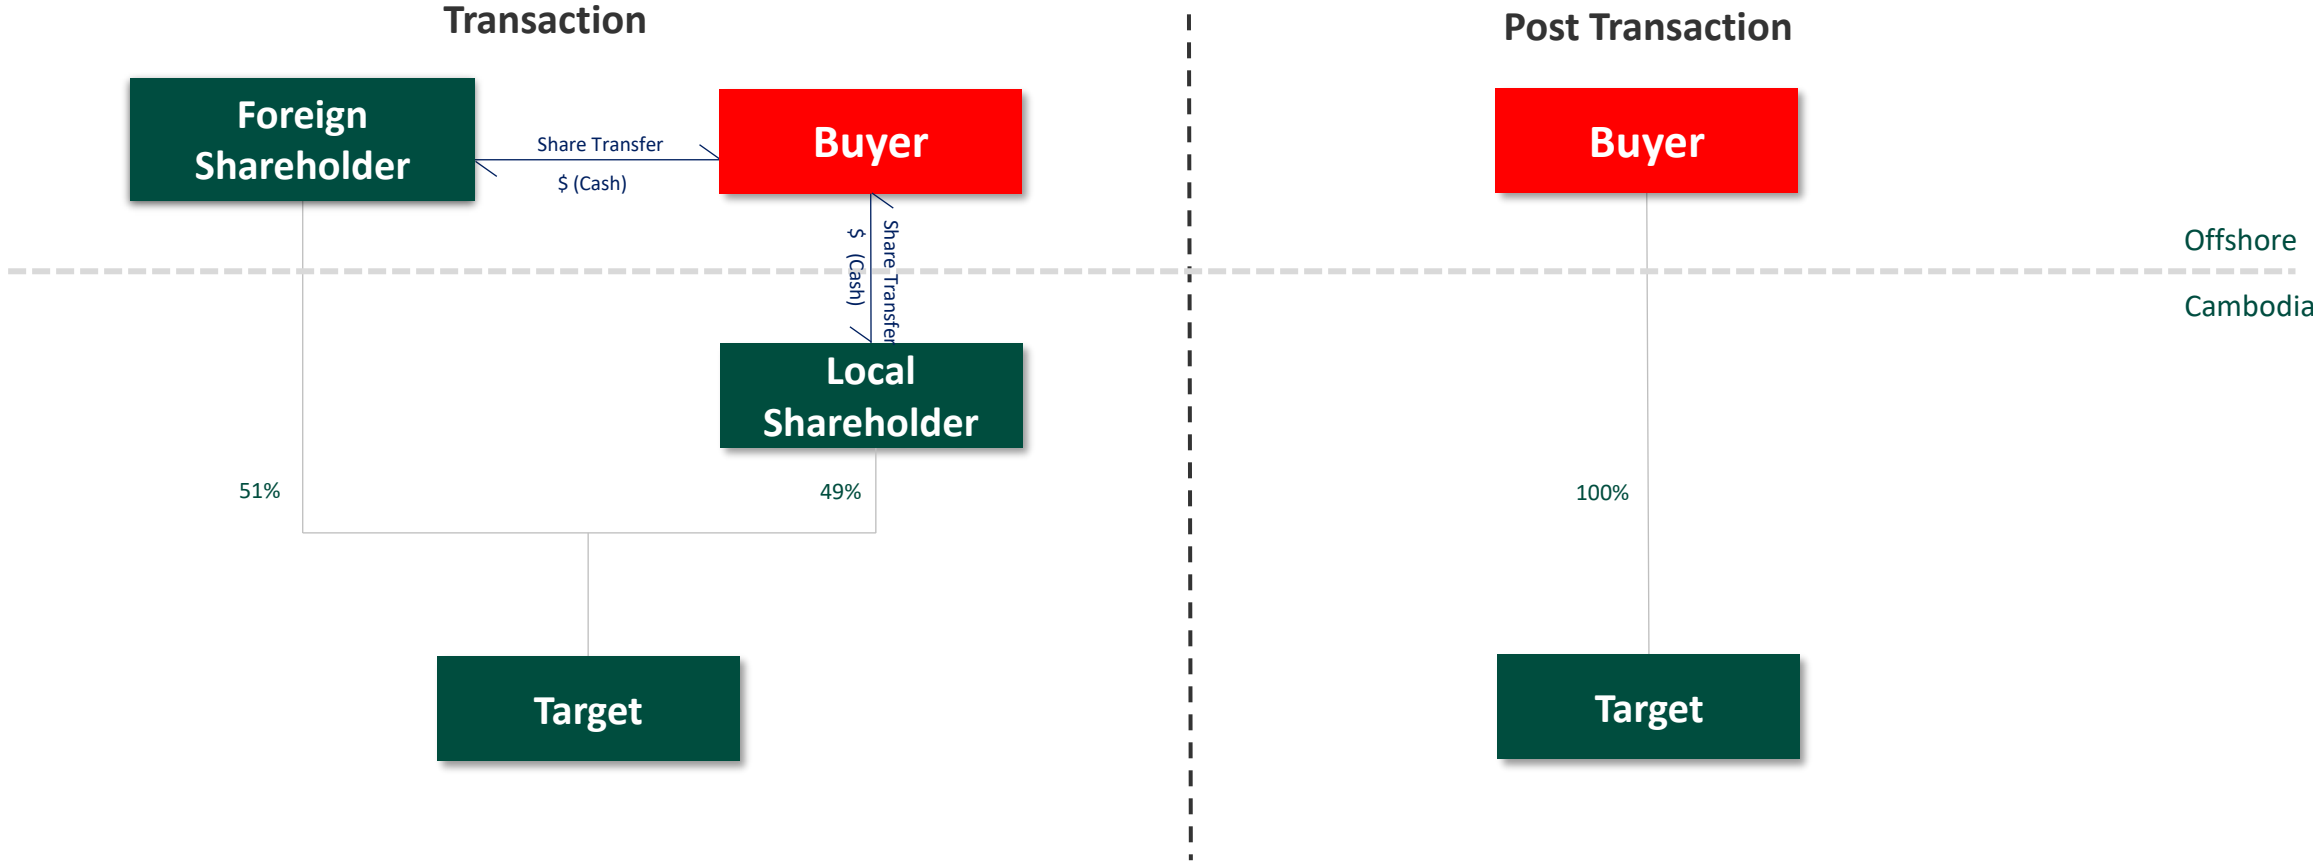 Transaction
Foreign
Shareholder
Share Transfer
$ (Cash)
Buyer
$ (Cash)
Share Transfer
Local
Shareholder
51%
49%
Target
Post Transaction
Buyer
Offshore
Cambodia
100%
Target